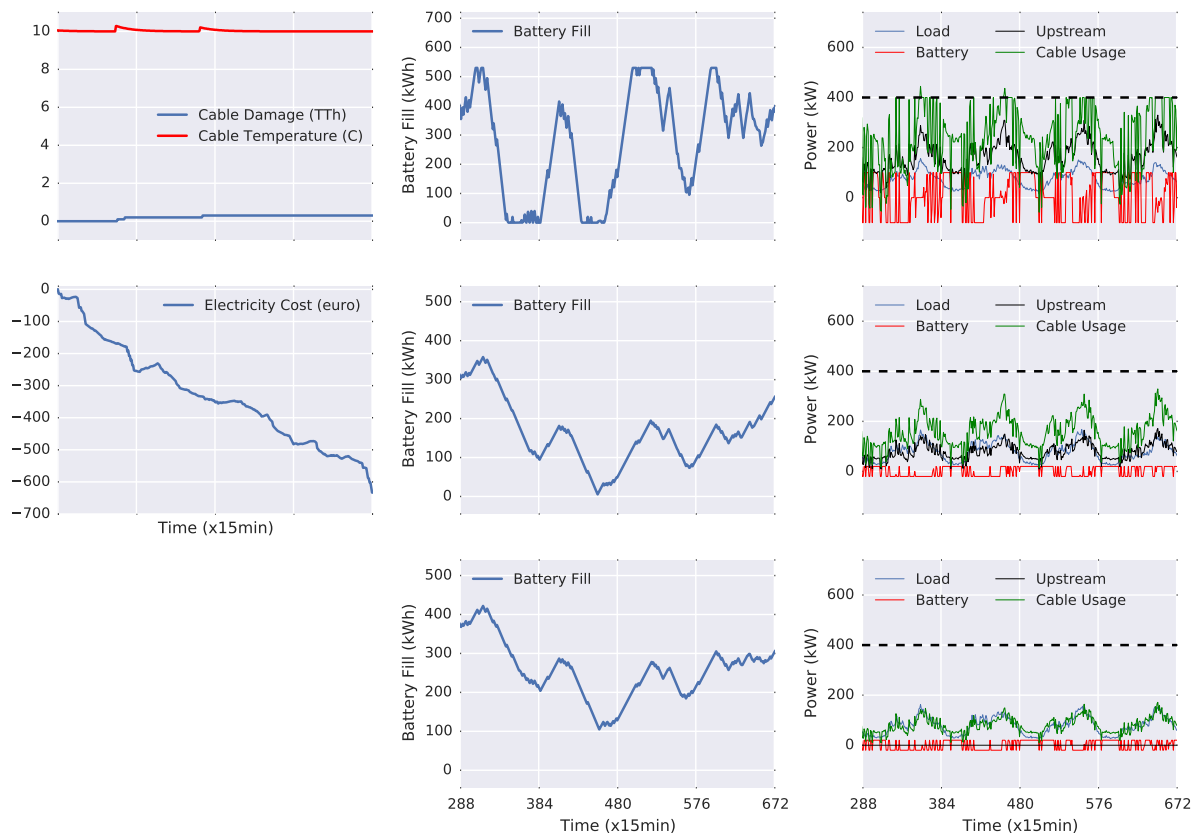 10
8
6
4
2
0
Cable Damage (TTh)
Cable Temperature (C)
700
600
500
400
300
200
100
0
Battery Fill (kWh)
Battery Fill
600
400
200
0
Power (kW)
Load
Upstream
Battery
Cable Usage
0
−100
−200
−300
−400
−500
−600
−700
Electricity Cost (euro)
Time (x15min)
500
400
300
200
100
0
Battery Fill (kWh)
Battery Fill
600
400
200
0
Power (kW)
Load
Upstream
Battery
Cable Usage
500
400
300
200
100
0
Battery Fill (kWh)
Battery Fill
288 384 480 576 672
Time (x15min)
600
400
200
0
Power (kW)
Load
Upstream
Battery
Cable Usage
288 384 480 576 672
Time (x15min)